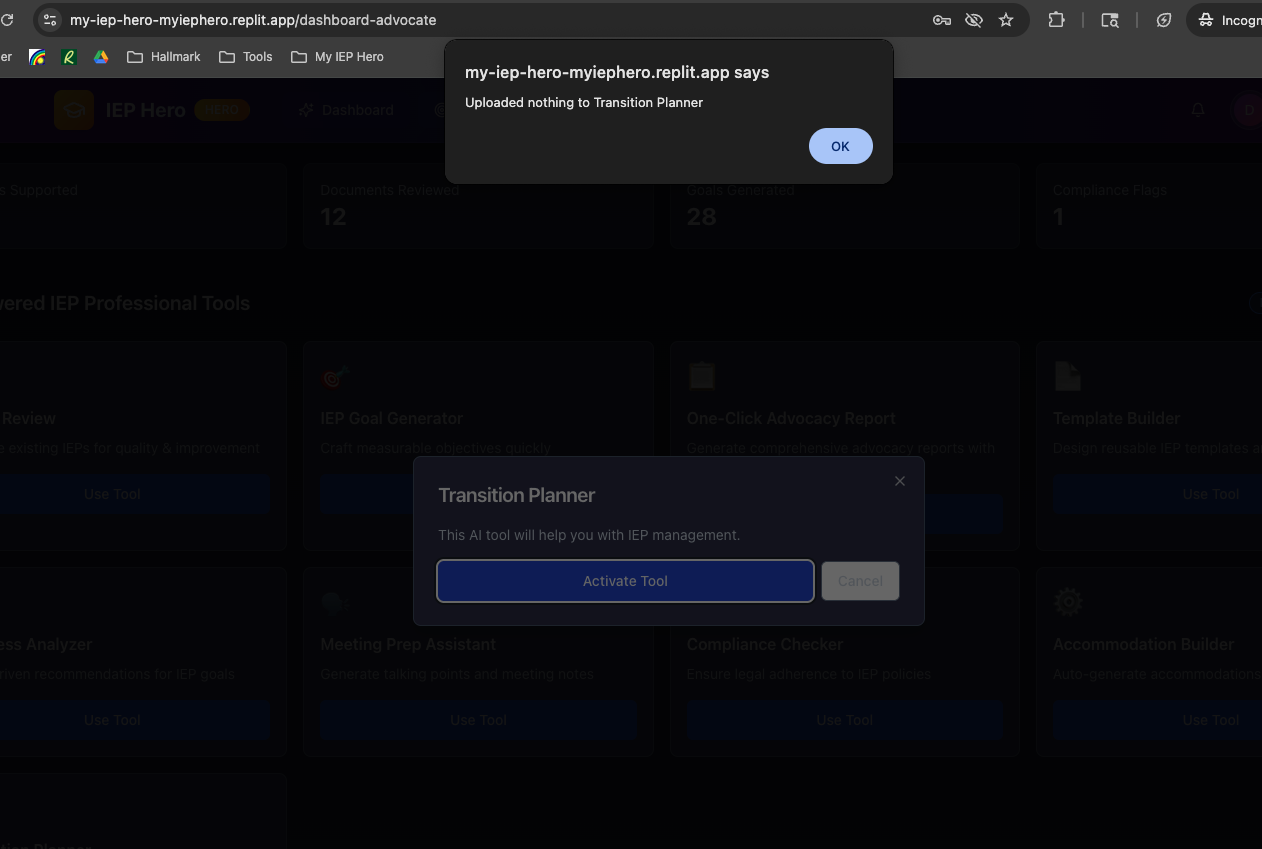 my-iep-hero-myiephero.replit.app/dashboard-advocate
Incogn
er
Hallmark
Tools
My IEP Hero
my-iep-hero-myiephero.replit.app says
Uploaded nothing to Transition Planner
OK
IEP Hero
HERO
Dashboard
D
s Supported
Documents Reviewed
12
Goals Generated
28
Compliance Flags
1
wered IEP Professional Tools
Review
e existing IEPs for quality & improvement
Use Tool
IEP Goal Generator
Craft measurable objectives quickly
One-Click Advocacy Report
Generate comprehensive advocacy reports with
Template Builder
Design reusable IEP templates a
Use Tool
Transition Planner
This AI tool will help you with IEP management.
Activate Tool
Cancel
ess Analyzer
riven recommendations for IEP goals
Use Tool
Meeting Prep Assistant
Generate talking points and meeting notes
Use Tool
Compliance Checker
Ensure legal adherence to IEP policies
Use Tool
Accommodation Builder
Auto-generate accommodations
Use Tool